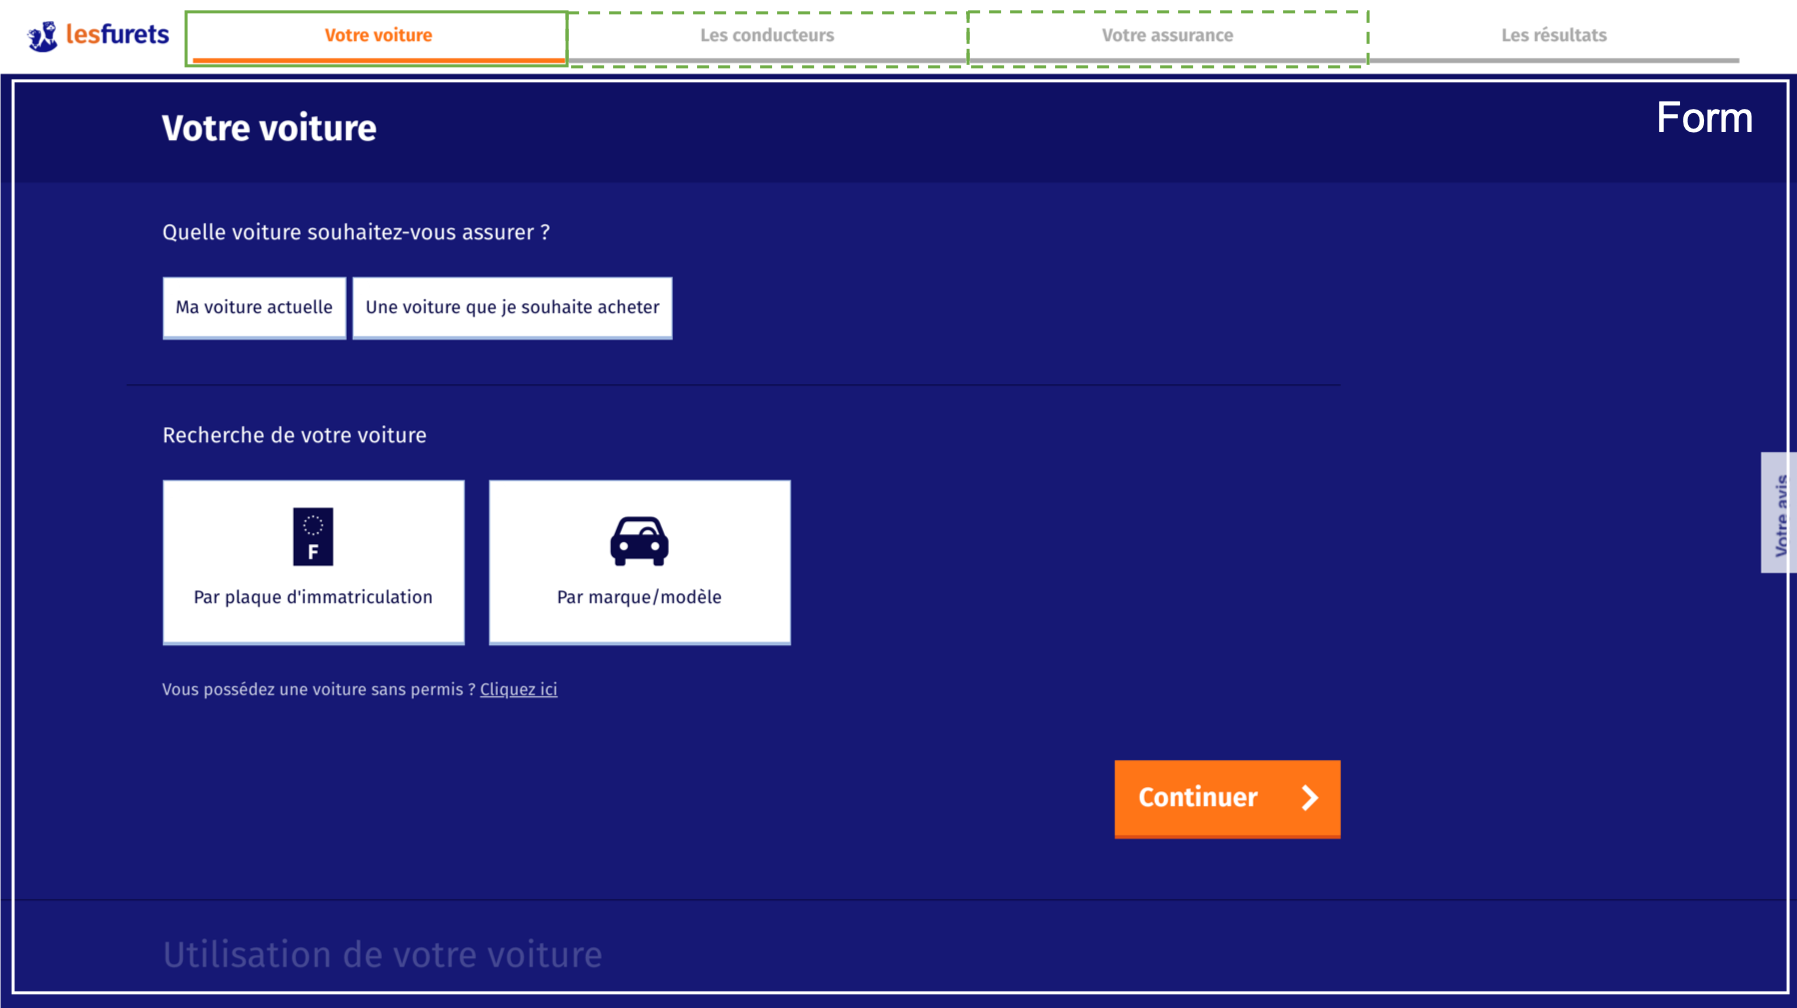 lesfurets
Votre voiture
Les conducteurs
Votre assurance
Les résultats
Votre voiture
Form
Quelle voiture souhaitez-vous assurer ?
Ma voiture actuelle
Une voiture que je souhaite acheter
Recherche de votre voiture
F
Par plaque d'immatriculation
Par marque/modèle
Votre avis
Vous possédez une voiture sans permis ? Cliquez ici
Continuer
Utilisation de votre voiture